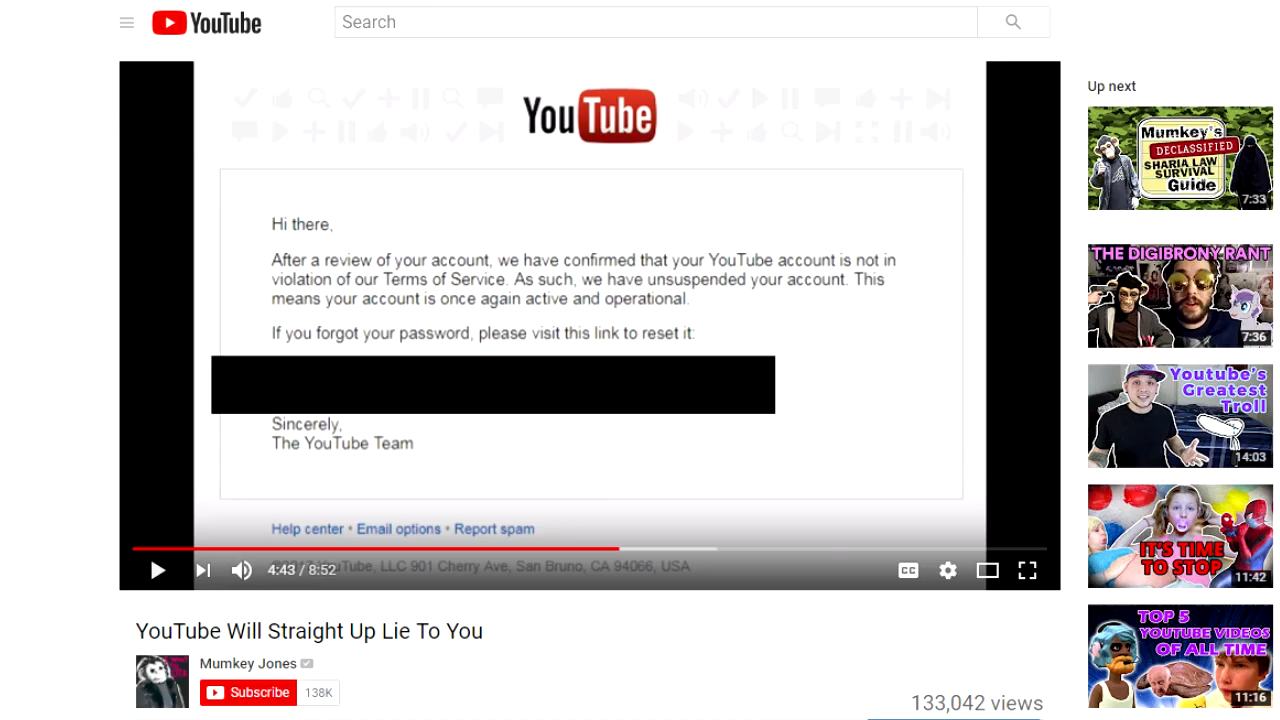 YouTube
Search
YouTube
Hi there,
After a review of your account, we have confirmed that your YouTube account is not in
violation of our Terms of Service. As such, we have unsuspended your account. This
means your account is once again active and operational.
If you forgot your password, please visit this link to reset it:
Sincerely,
The YouTube Team
Help center • Email options • Report spam
YouTube, LLC 901 Cherry Ave, San Bruno, CA 94066, USA
4:43 / 8:52
CC
YouTube Will Straight Up Lie To You
Mumkey Jones
Subscribe 138K
133,042 views
Up next
Mumkey's
DECLASSIFIED
SHARIA LAW
SURVIVAL
Guide
7:33
THE DIGIBRONY RANT
7:36
Youtube's
Greatest
Troll
14:03
IT'S TIME
TO STOP
11:42
TOP 5
YOUTUBE VIDEOS
OF ALL TIME
11:16